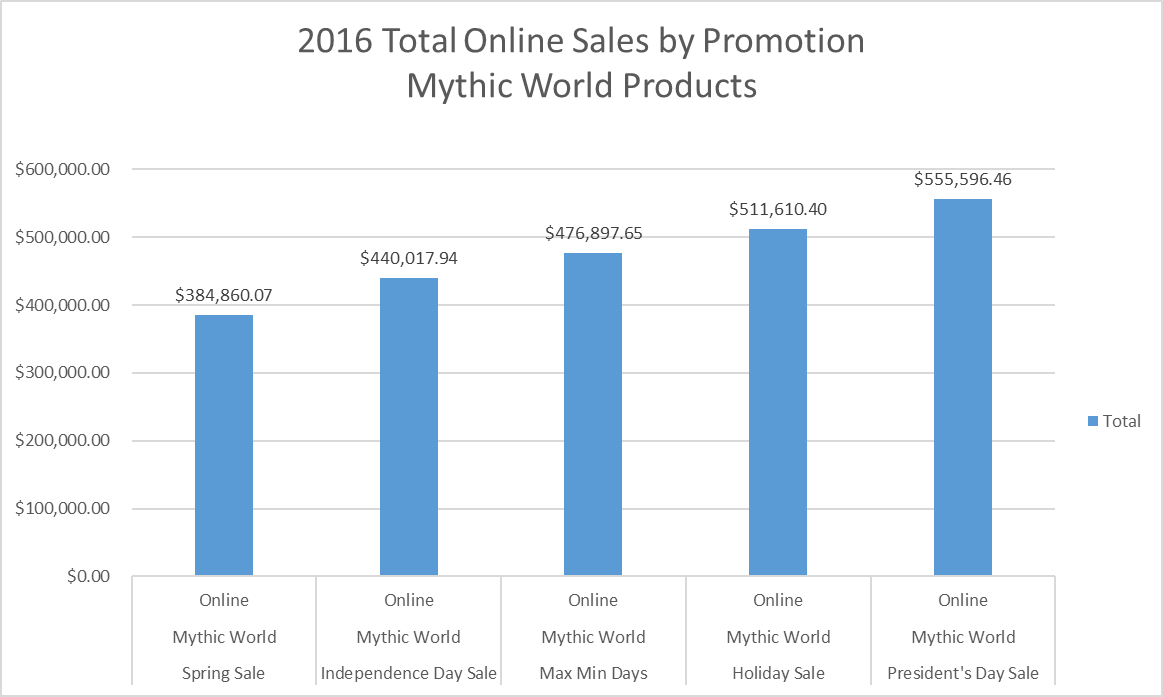 2016 Total Online Sales by Promotion
Mythic World Products
$600,000.00
$500,000.00
$400,000.00
$300,000.00
$200,000.00
$100,000.00
$0.00
$384,860.07
$440,017.94
$476,897.65
$511,610.40
$555,596.46
Total
Online Online Online Online Online
Mythic World Mythic World Mythic World Mythic World Mythic World
Spring Sale Independence Day Sale Max Min Days Holiday Sale President's Day Sale